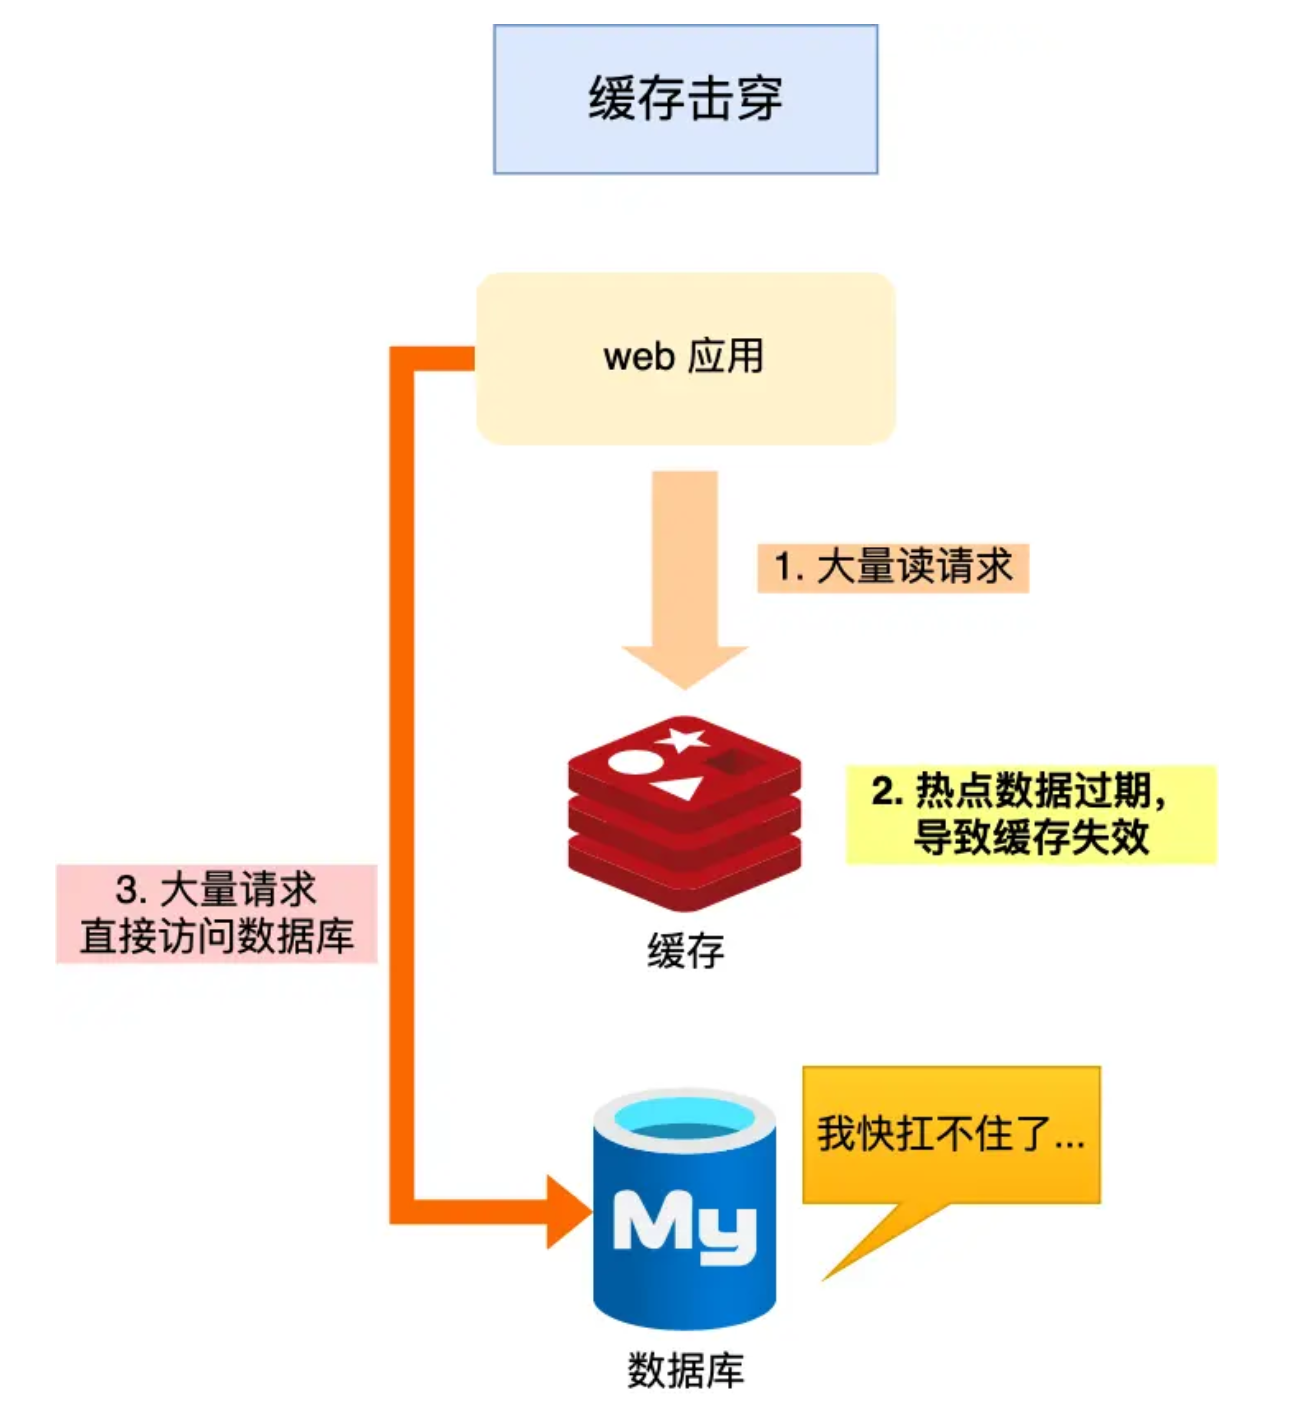 缓存击穿
web 应用
1. 大量读请求
2. 热点数据过期,
导致缓存失效
缓存
3. 大量请求
直接访问数据库
我快扛不住了...
My
数据库